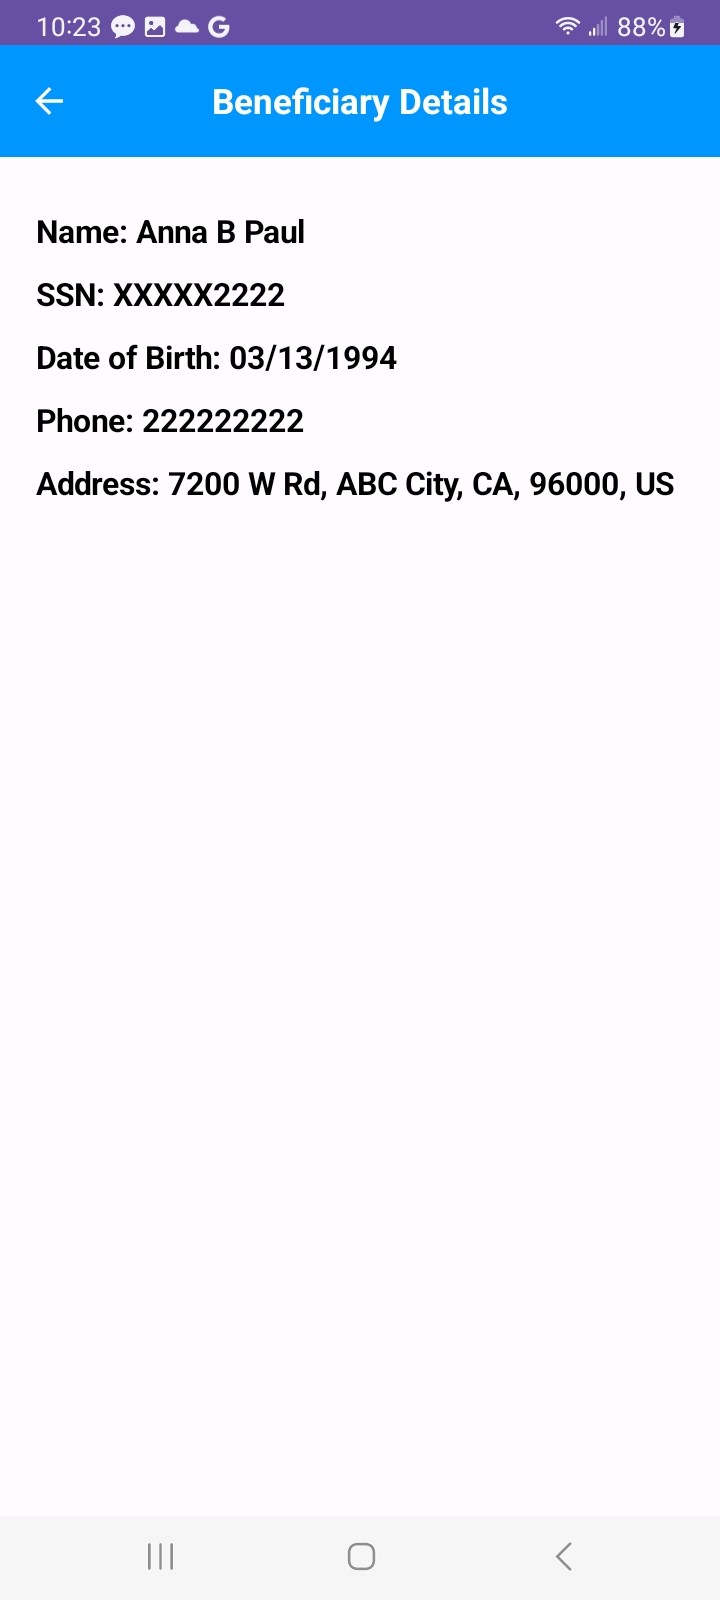 10:23
88%
Beneficiary Details
Name: Anna B Paul
SSN: XXXXX2222
Date of Birth: 03/13/1994
Phone: 222222222
Address: 7200 W Rd, ABC City, CA, 96000, US